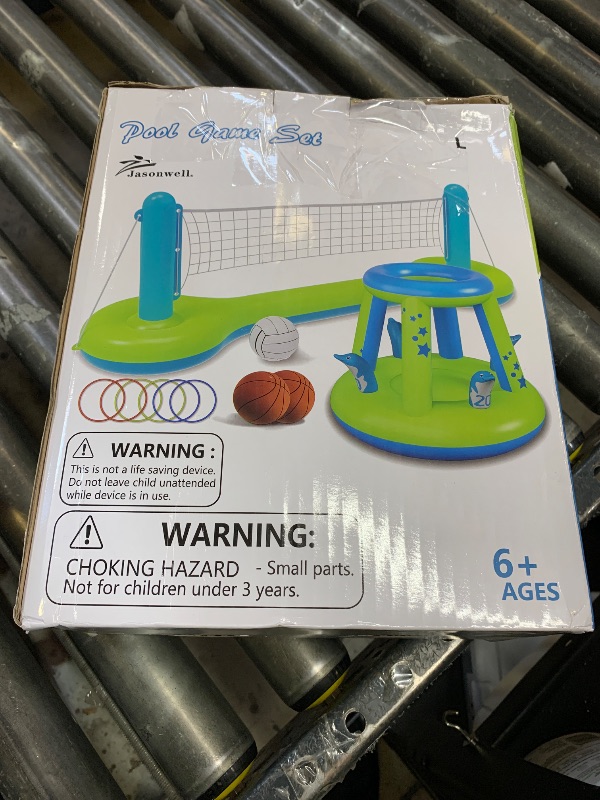 Pool Game Set
L
Jasonwell.
20
WARNING :
This is not a life saving device.
Do not leave child unattended
while device is in use.
WARNING:
CHOKING HAZARD - Small parts.
Not for children under 3 years.
6+
AGES